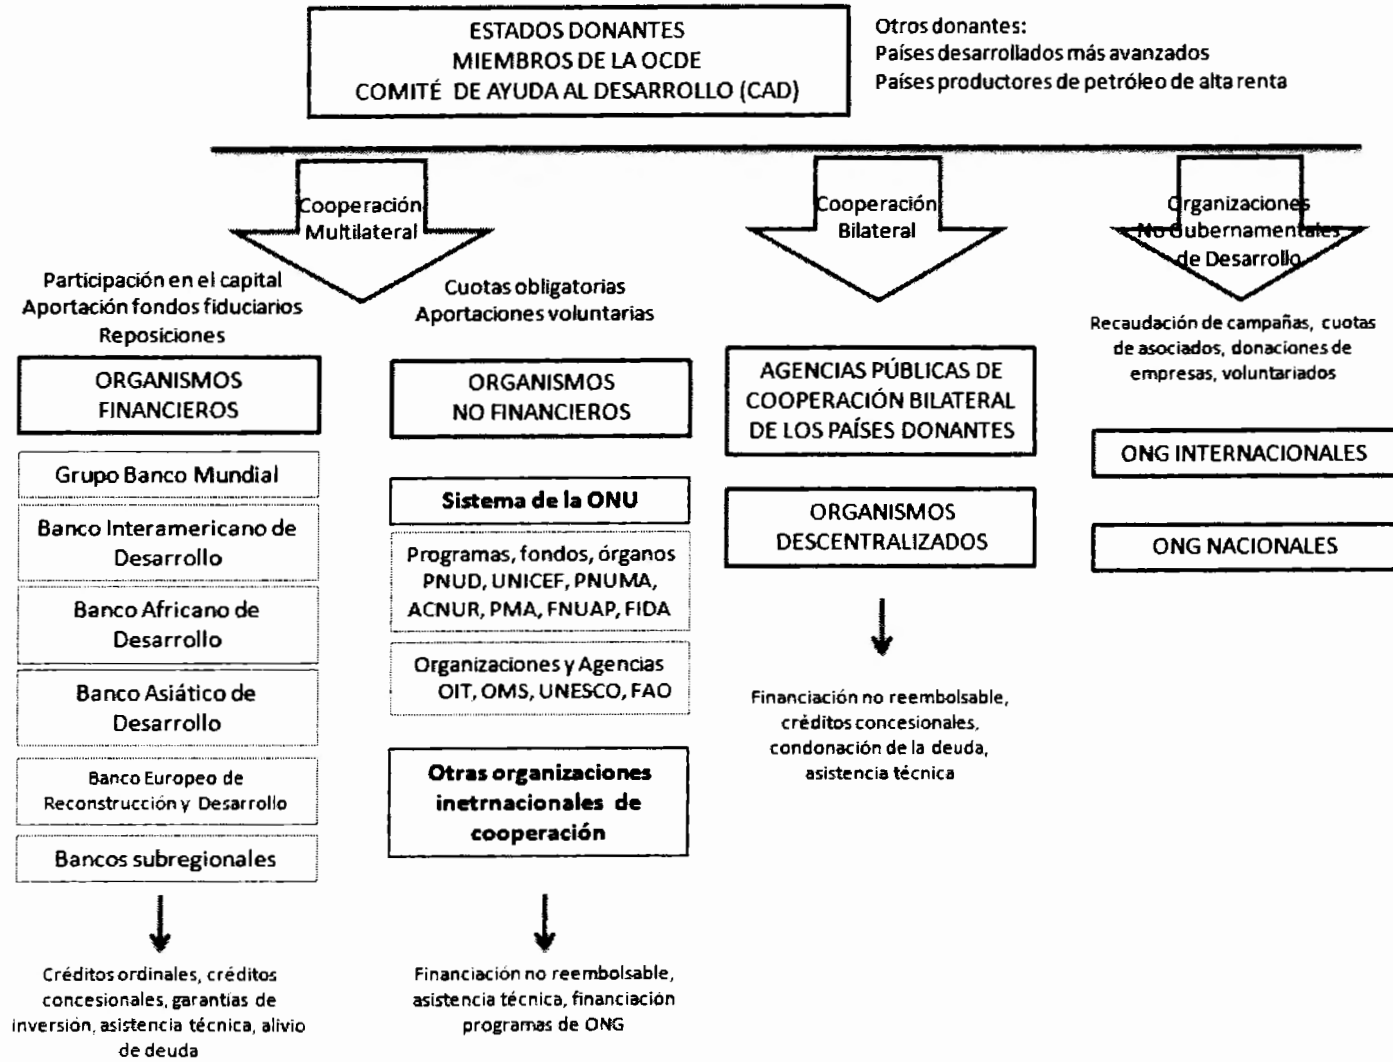 ESTADOS DONANTES
MIEMBROS DE LA OCDE
COMITÉ DE AYUDA AL DESARROLLO (CAD)
Otros donantes:
Países desarrollados más avanzados
Países productores de petróleo de alta renta
Cooperación
Multilateral
Cooperación
Bilateral
Organizaciones
No Gubernamentales
de Desarrollo
Participación en el capital
Aportación fondos fiduciarios
Reposiciones
ORGANISMOS
FINANCIEROS
Grupo Banco Mundial
Banco Interamericano de
Desarrollo
Banco Africano de
Desarrollo
Banco Asiático de
Desarrollo
Banco Europeo de
Reconstrucción y Desarrollo
Bancos subregionales
Créditos ordinales, créditos
concesionales, garantías de
inversión, asistencia técnica, alivio
de deuda
Cuotas obligatorias
Aportaciones voluntarias
ORGANISMOS
NO FINANCIEROS
Sistema de la ONU
Programas, fondos, órganos
PNUD, UNICEF, PNUMA,
ACNUR, PMA, FNUAP, FIDA
Organizaciones y Agencias
OIT, OMS, UNESCO, FAO
Otras organizaciones
inetrnacionales de
cooperación
Financiación no reembolsable,
asistencia técnica, financiación
programas de ONG
AGENCIAS PÚBLICAS DE
COOPERACIÓN BILATERAL
DE LOS PAÍSES DONANTES
ORGANISMOS
DESCENTRALIZADOS
Financiación no reembolsable,
créditos concesionales,
condonación de la deuda,
asistencia técnica
Recaudación de campañas, cuotas
de asociados, donaciones de
empresas, voluntariados
ONG INTERNACIONALES
ONG NACIONALES